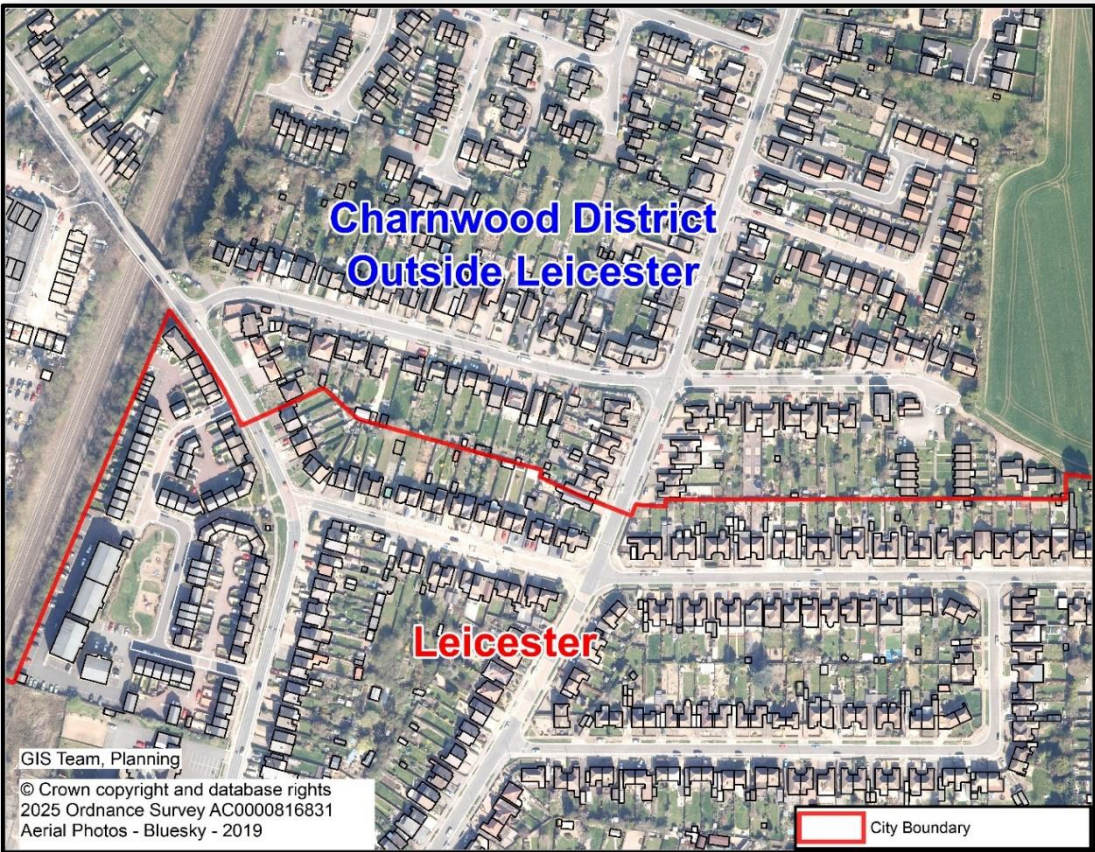 Charnwood District
Outside Leicester
Leicester
GIS Team, Planning
© Crown copyright and database rights
2025 Ordnance Survey AC0000816831
Aerial Photos - Bluesky - 2019
City Boundary